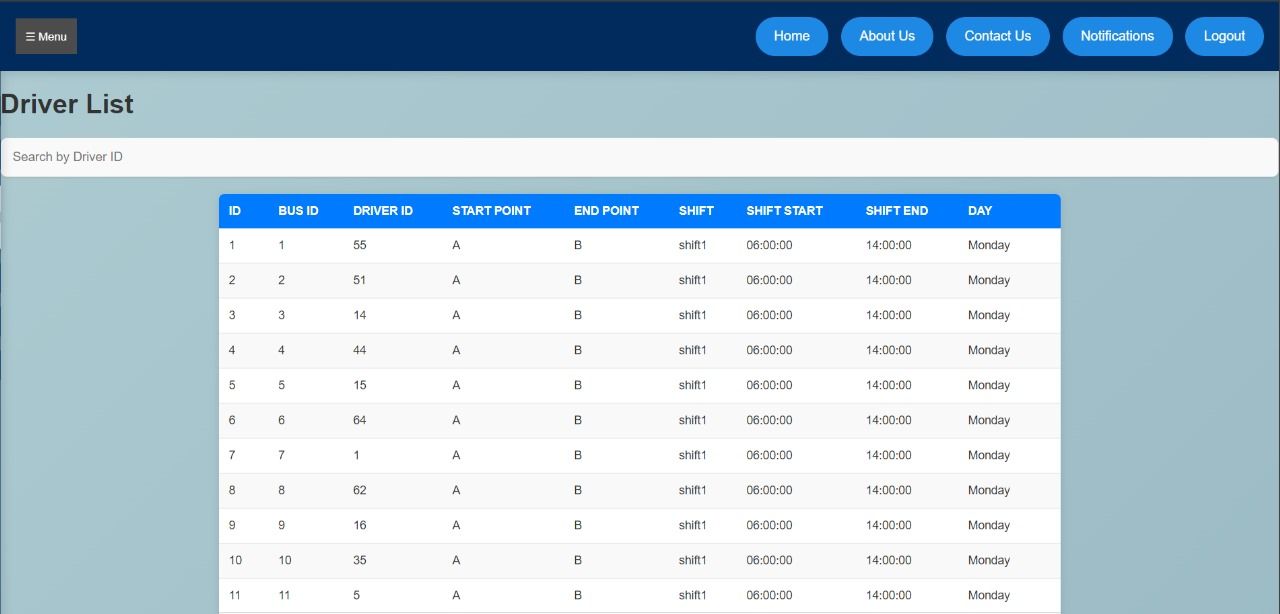 ☰ Menu Home About Us Contact Us Notifications Logout
Driver List
Search by Driver ID
ID BUS ID DRIVER ID START POINT END POINT SHIFT SHIFT START SHIFT END DAY
1 1 55 A B shift1 06:00:00 14:00:00 Monday
2 2 51 A B shift1 06:00:00 14:00:00 Monday
3 3 14 A B shift1 06:00:00 14:00:00 Monday
4 4 44 A B shift1 06:00:00 14:00:00 Monday
5 5 15 A B shift1 06:00:00 14:00:00 Monday
6 6 64 A B shift1 06:00:00 14:00:00 Monday
7 7 1 A B shift1 06:00:00 14:00:00 Monday
8 8 62 A B shift1 06:00:00 14:00:00 Monday
9 9 16 A B shift1 06:00:00 14:00:00 Monday
10 10 35 A B shift1 06:00:00 14:00:00 Monday
11 11 5 A B shift1 06:00:00 14:00:00 Monday